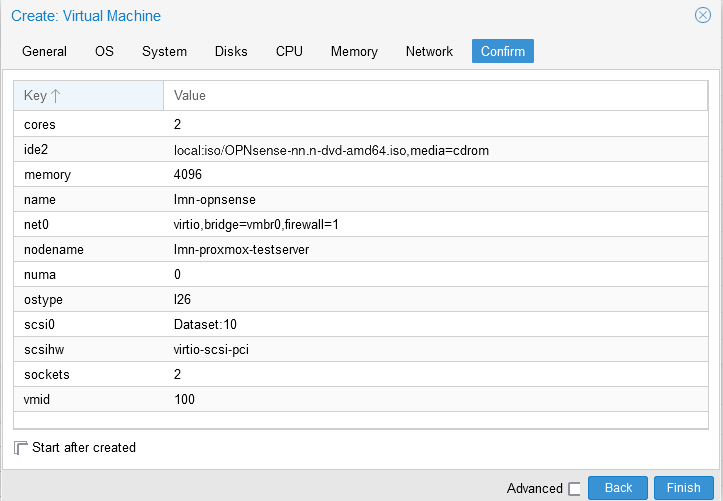 Create: Virtual Machine
General OS System Disks CPU Memory Network Confirm
Key Value
cores 2
ide2 local:iso/OPNsense-nn.n-dvd-amd64.iso,media=cdrom
memory 4096
name lmn-opnsense
net0 virtio,bridge=vmbr0,firewall=1
nodename lmn-proxmox-testserver
numa 0
ostype l26
scsi0 Dataset:10
scsihw virtio-scsi-pci
sockets 2
vmid 100
Start after created
Advanced Back Finish